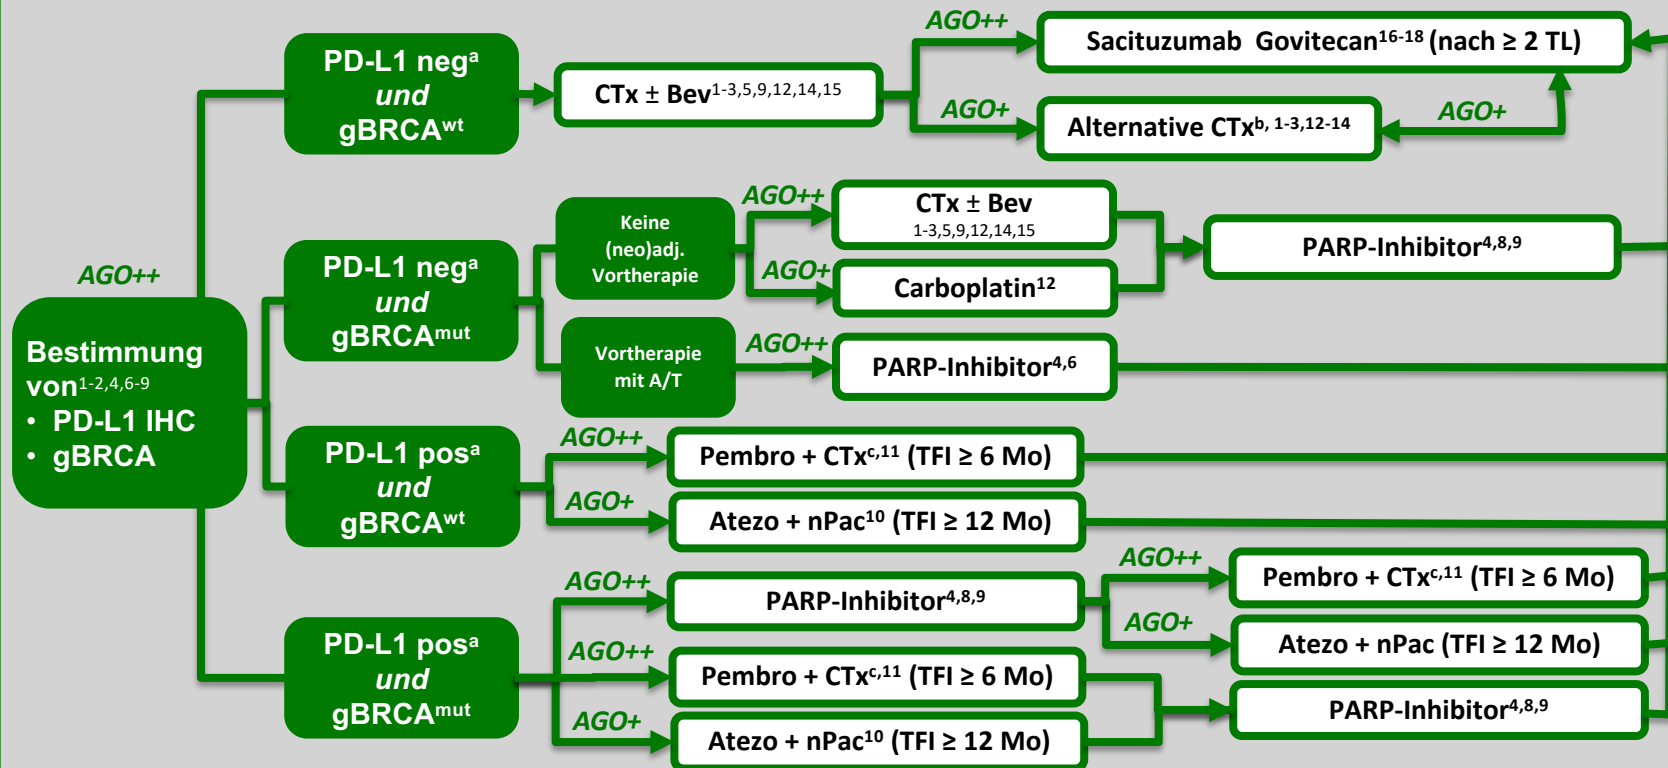 AGO++
Bestimmung
von1-2,4,6-9
• PD-L1 IHC
• gBRCA
PD-L1 nega
und
gBRCAwt
CTx ± Bev1-3,5,9,12,14,15
AGO++
Sacituzumab Govitecan16-18 (nach ≥ 2 TL)
AGO+
Alternative CTxb, 1-3,12-14
AGO+
PD-L1 nega
und
gBRCAmut
Keine
(neo)adj.
Vortherapie
AGO++
CTx ± Bev
1-3,5,9,12,14,15
AGO+
Carboplatin12
PARP-Inhibitor4,8,9
Vortherapie
mit A/T
AGO++
PARP-Inhibitor4,6
PD-L1 posa
und
gBRCAwt
AGO++
Pembro + CTxc,11 (TFI ≥ 6 Mo)
AGO+
Atezo + nPac10 (TFI ≥ 12 Mo)
PD-L1 posa
und
gBRCAmut
AGO++
PARP-Inhibitor4,8,9
AGO++
Pembro + CTxc,11 (TFI ≥ 6 Mo)
AGO+
Atezo + nPac (TFI ≥ 12 Mo)
AGO++
Pembro + CTxc,11 (TFI ≥ 6 Mo)
AGO+
Atezo + nPac10 (TFI ≥ 12 Mo)
PARP-Inhibitor4,8,9